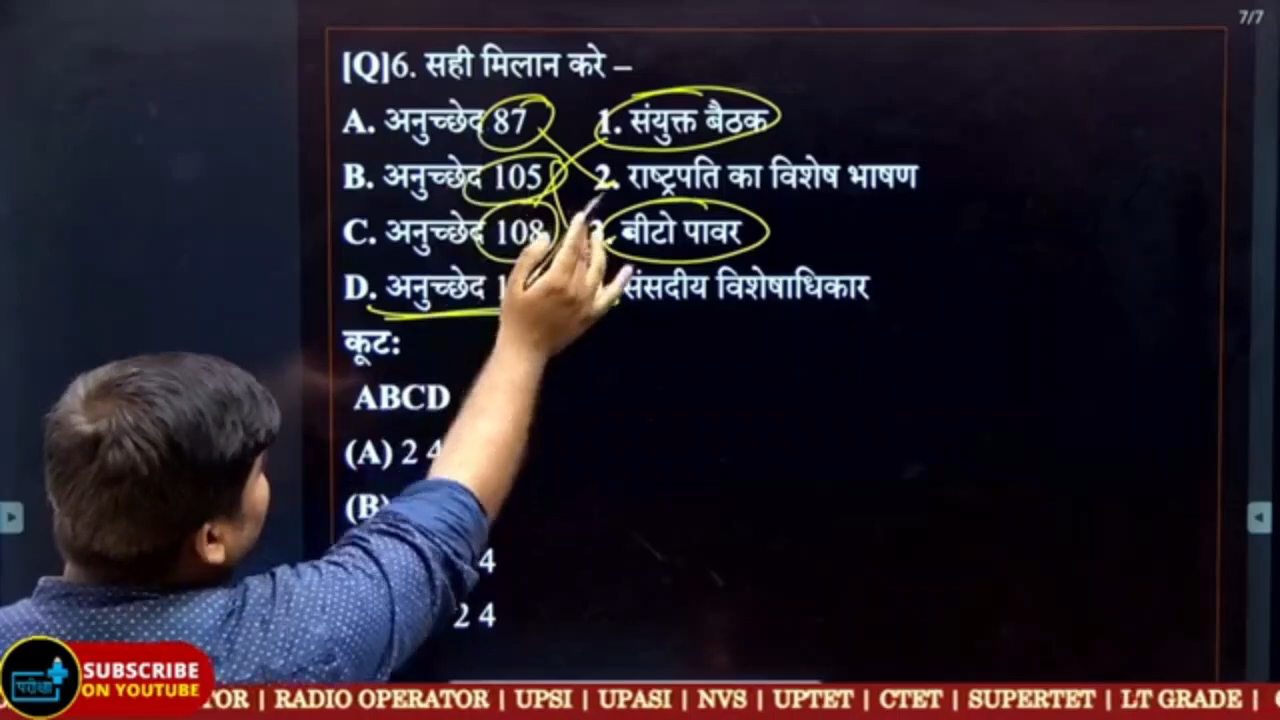 7/7
[Q]6. सही मिलान करे –
A. अनुच्छेद 87 1. संयुक्त बैठक
B. अनुच्छेद 105 2. राष्ट्रपति का विशेष भाषण
C. अनुच्छेद 108 बीटो पावर
D. अनुच्छेद संसदीय विशेषाधिकार
कूट:
ABCD
(A) 2 4
(B)
4
2 4
परीक्षा
SUBSCRIBE
ON YOUTUBE
TOR | RADIO OPERATOR | UPSI | UPASI | NVS | UPTET | CTET | SUPERTET | LT GRADE |